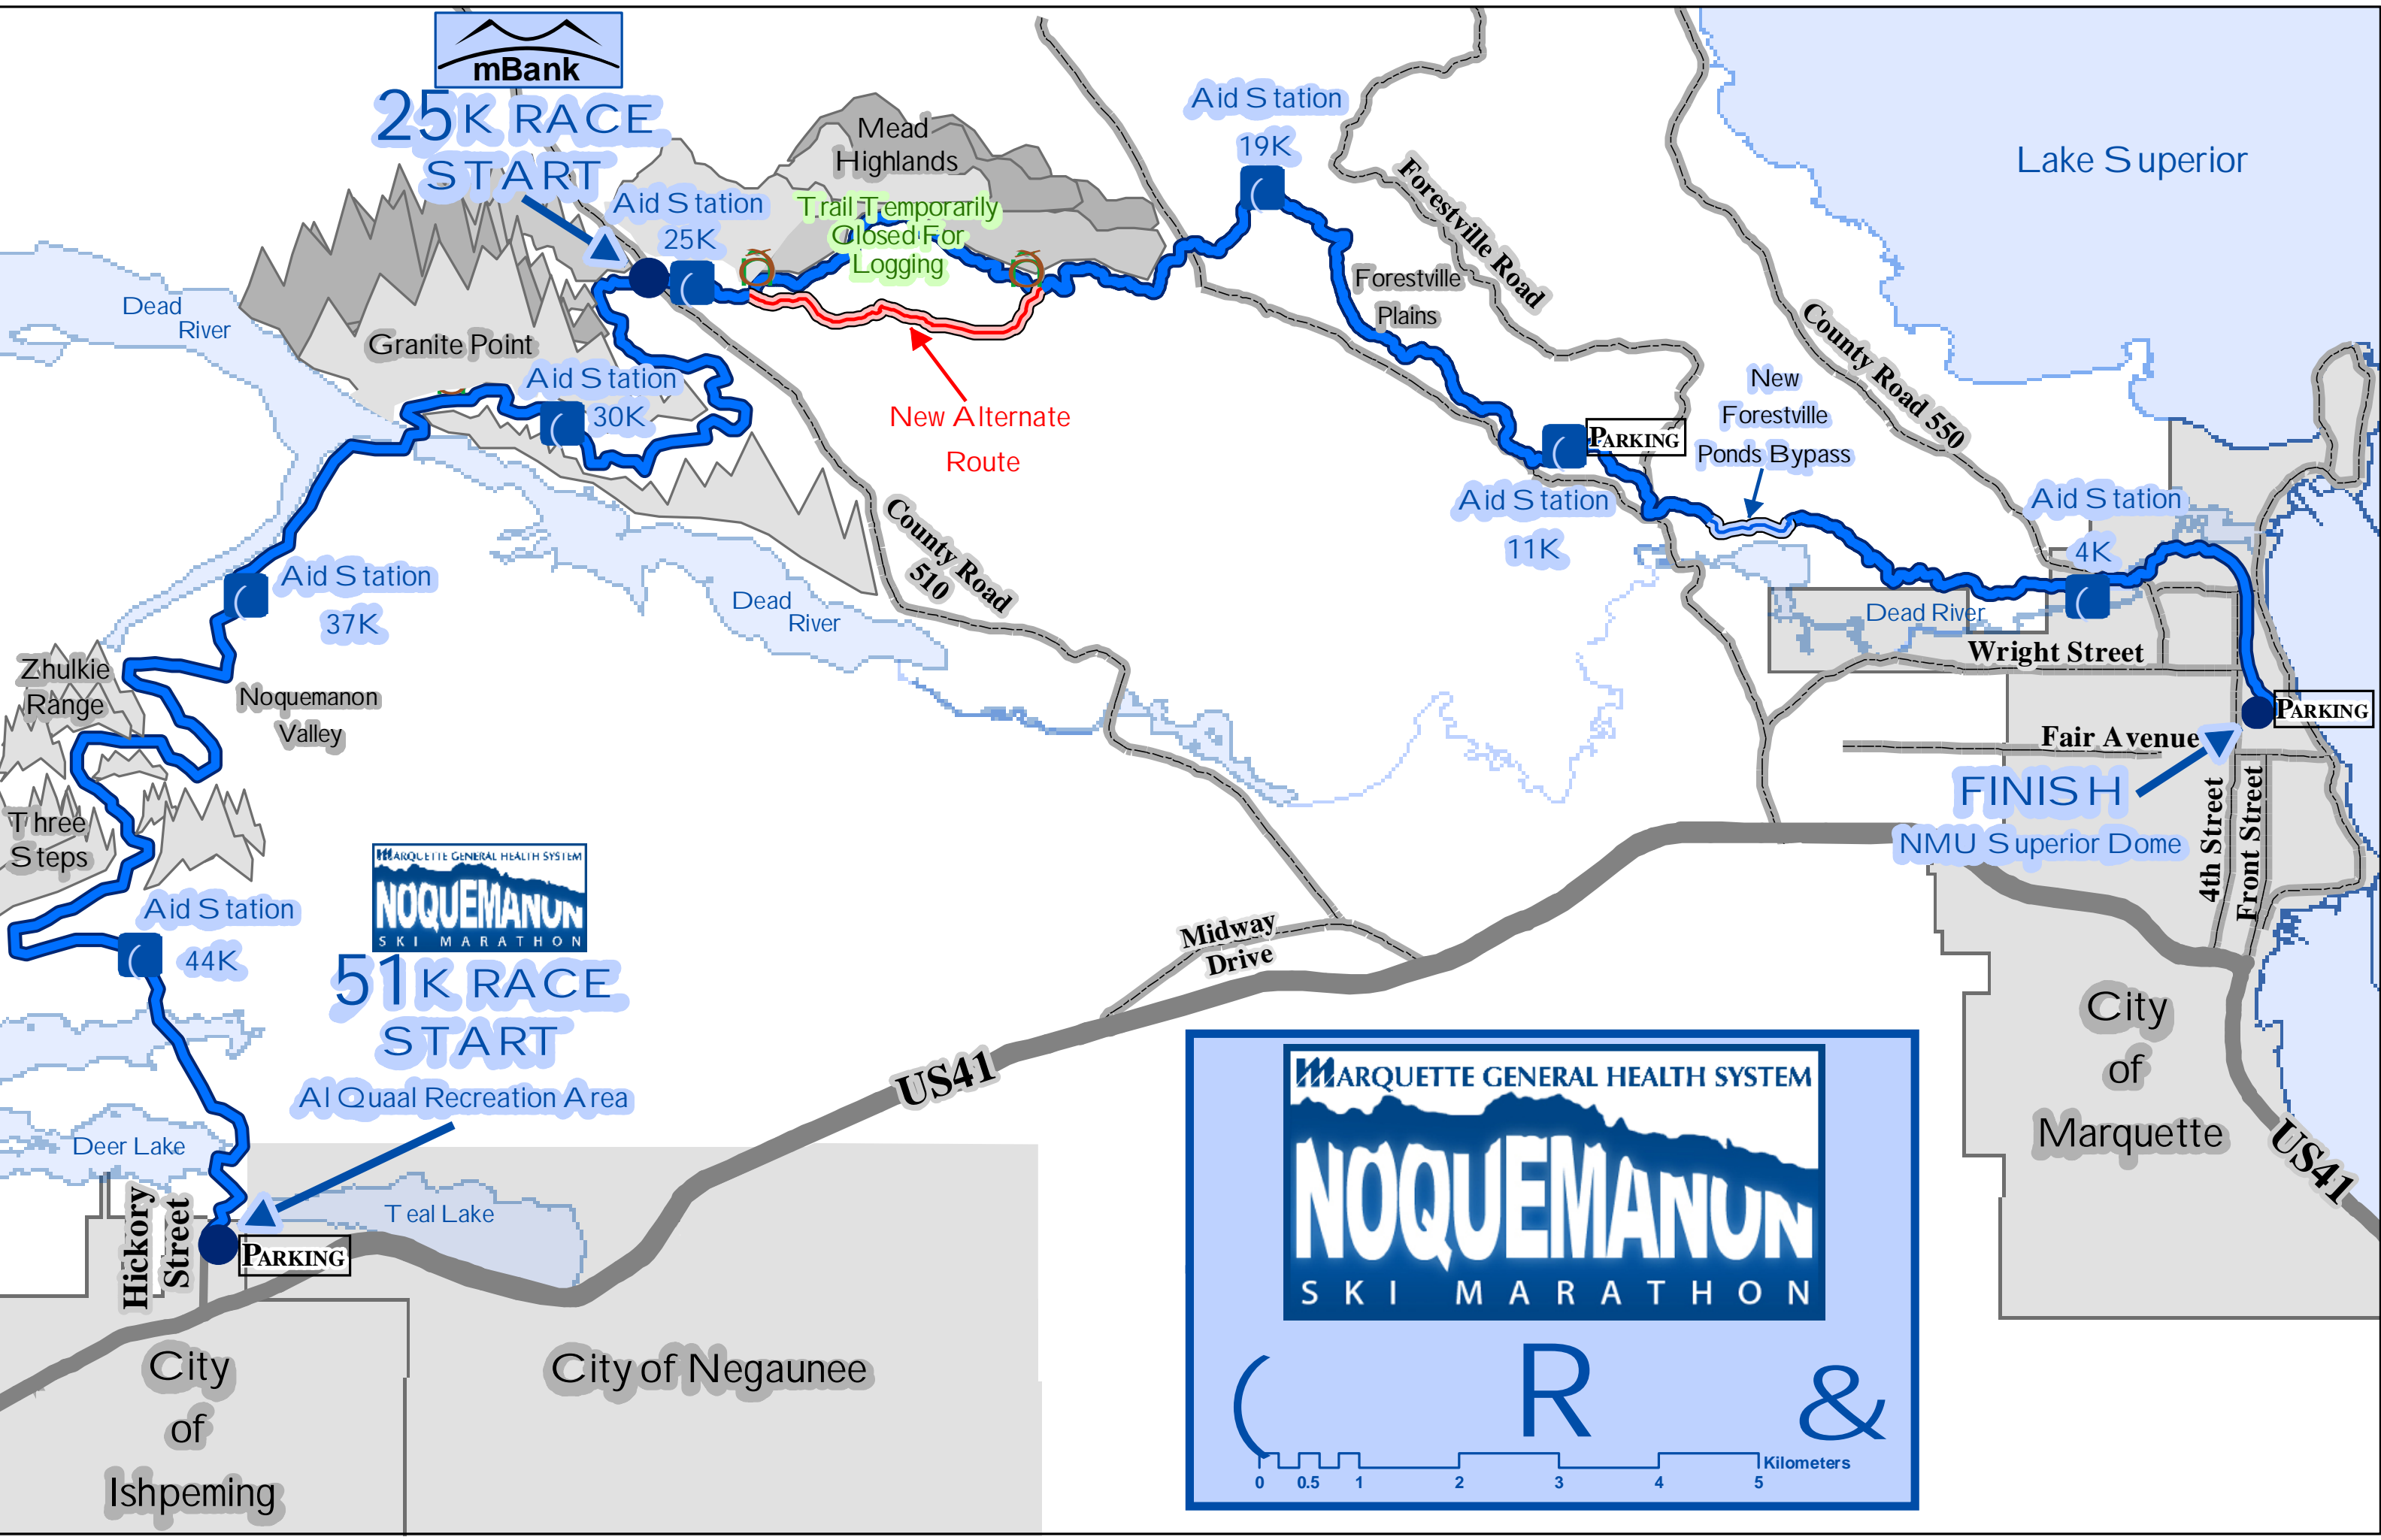 mBank
25K RACE
START
Aid Station
25K
Mead
Highlands
Trail Temporarily
Closed For
Logging
Aid Station
19K
Lake Superior
Forestville Road
Forestville
Plains
County Road 550
Dead
River
Granite Point
Aid Station
30K
New Alternate
Route
PARKING
New
Forestville
Ponds Bypass
Aid Station
11K
Aid Station
4K
County Road
510
Aid Station
37K
Dead
River
Dead River
Wright Street
Zhulkie
Range
Noquemanon
Valley
PARKING
Fair Avenue
FINISH
NMU Superior Dome
4th Street
Front Street
Three
Steps
MARQUETTE GENERAL HEALTH SYSTEM
NOQUEMANON
SKI MARATHON
51K RACE
START
Al Quaal Recreation Area
Aid Station
44K
Midway
Drive
US41
City
of
Marquette
US41
Deer Lake
Teal Lake
Hickory
Street
PARKING
City
of
Ishpeming
City of Negaunee
MARQUETTE GENERAL HEALTH SYSTEM
NOQUEMANON
SKI MARATHON
( R &
0 0.5 1 2 3 4 5 Kilometers